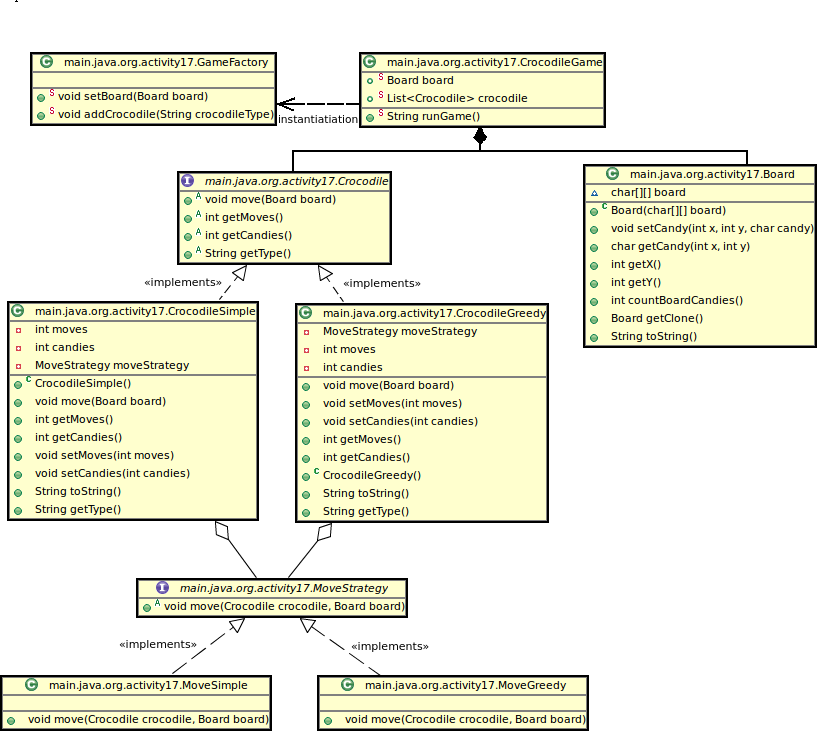 main.java.org.activity17.GameFactory
void setBoard(Board board)
void addCrocodile(String crocodileType)
main.java.org.activity17.CrocodileGame
Board board
List<Crocodile> crocodile
String runGame()
instantiatiation
main.java.org.activity17.Crocodile
void move(Board board)
int getMoves()
int getCandies()
String getType()
main.java.org.activity17.Board
char[][] board
Board(char[][] board)
void setCandy(int x, int y, char candy)
char getCandy(int x, int y)
int getX()
int getY()
int countBoardCandies()
Board getClone()
String toString()
«implements»
«implements»
main.java.org.activity17.CrocodileSimple
int moves
int candies
MoveStrategy moveStrategy
CrocodileSimple()
void move(Board board)
int getMoves()
int getCandies()
void setMoves(int moves)
void setCandies(int candies)
String toString()
String getType()
main.java.org.activity17.CrocodileGreedy
MoveStrategy moveStrategy
int moves
int candies
void move(Board board)
void setMoves(int moves)
void setCandies(int candies)
int getMoves()
int getCandies()
CrocodileGreedy()
String toString()
String getType()
main.java.org.activity17.MoveStrategy
void move(Crocodile crocodile, Board board)
«implements»
«implements»
main.java.org.activity17.MoveSimple
void move(Crocodile crocodile, Board board)
main.java.org.activity17.MoveGreedy
void move(Crocodile crocodile, Board board)